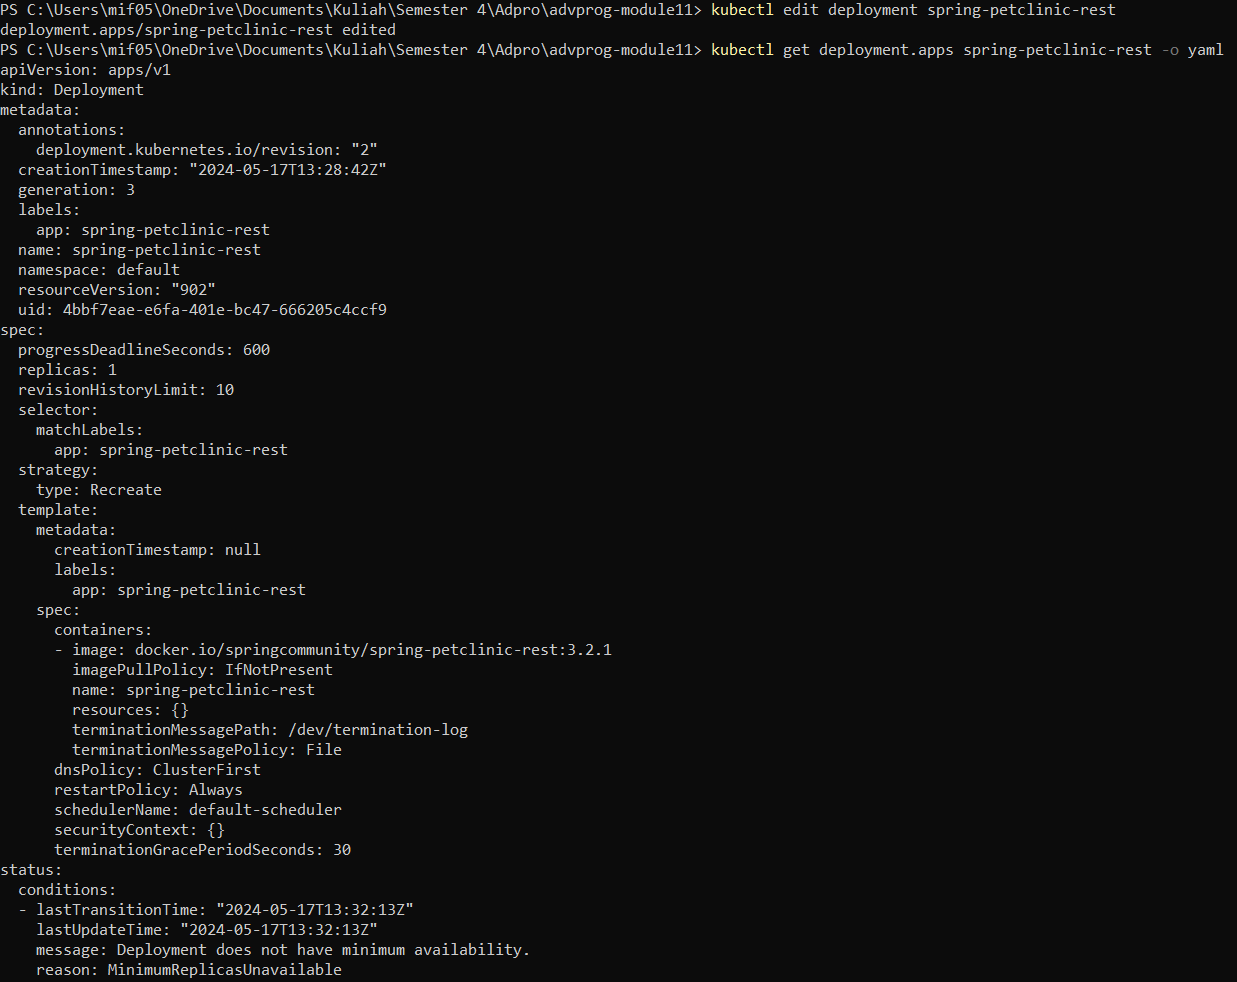 PS C:\Users\mif05\OneDrive\Documents\Kuliah\Semester 4\Adpro\advprog-module11> kubectl edit deployment spring-petclinic-rest
deployment.apps/spring-petclinic-rest edited
PS C:\Users\mif05\OneDrive\Documents\Kuliah\Semester 4\Adpro\advprog-module11> kubectl get deployment.apps spring-petclinic-rest -o yaml
apiVersion: apps/v1
kind: Deployment
metadata:
  annotations:
    deployment.kubernetes.io/revision: "2"
  creationTimestamp: "2024-05-17T13:28:42Z"
  generation: 3
  labels:
    app: spring-petclinic-rest
  name: spring-petclinic-rest
  namespace: default
  resourceVersion: "902"
  uid: 4bbf7eae-e6fa-401e-bc47-666205c4ccf9
spec:
  progressDeadlineSeconds: 600
  replicas: 1
  revisionHistoryLimit: 10
  selector:
    matchLabels:
      app: spring-petclinic-rest
  strategy:
    type: Recreate
  template:
    metadata:
      creationTimestamp: null
      labels:
        app: spring-petclinic-rest
    spec:
      containers:
      - image: docker.io/springcommunity/spring-petclinic-rest:3.2.1
        imagePullPolicy: IfNotPresent
        name: spring-petclinic-rest
        resources: {}
        terminationMessagePath: /dev/termination-log
        terminationMessagePolicy: File
      dnsPolicy: ClusterFirst
      restartPolicy: Always
      schedulerName: default-scheduler
      securityContext: {}
      terminationGracePeriodSeconds: 30
status:
  conditions:
  - lastTransitionTime: "2024-05-17T13:32:13Z"
    lastUpdateTime: "2024-05-17T13:32:13Z"
    message: Deployment does not have minimum availability.
    reason: MinimumReplicasUnavailable